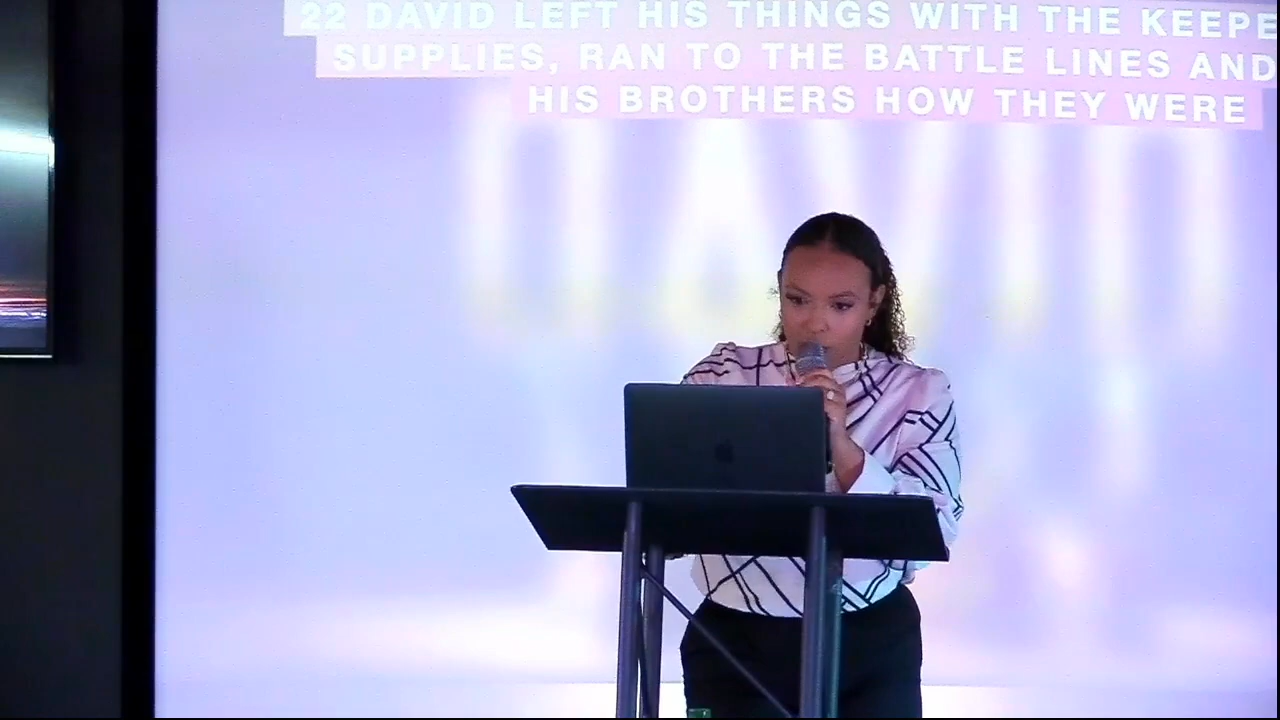 22 DAVID LEFT HIS THINGS WITH THE KEEPE
SUPPLIES, RAN TO THE BATTLE LINES AND
HIS BROTHERS HOW THEY WERE